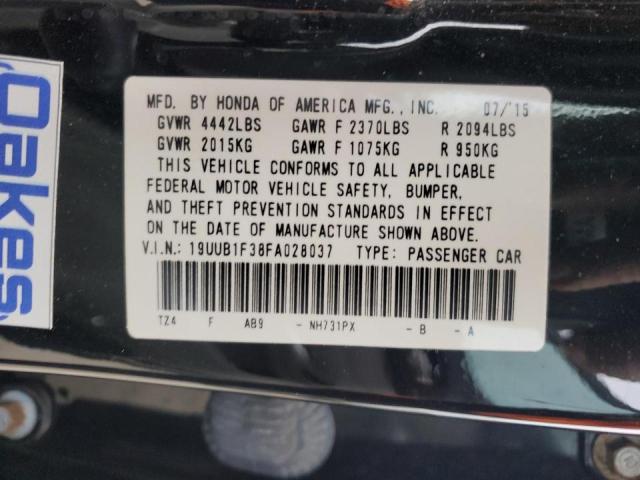 Oakes
MFD. BY HONDA OF AMERICA MFG., INC. 07/'15
GVWR 4442LBS GAWR F 2370LBS R 2094LBS
GVWR 2015KG GAWR F 1075KG R 950KG
THIS VEHICLE CONFORMS TO ALL APPLICABLE
FEDERAL MOTOR VEHICLE SAFETY, BUMPER,
AND THEFT PREVENTION STANDARDS IN EFFECT
ON THE DATE OF MANUFACTURE SHOWN ABOVE.
V.I.N.: 19UUB1F38FA028037 TYPE: PASSENGER CAR
TZ4 F AB9 - NH731PX - B - A